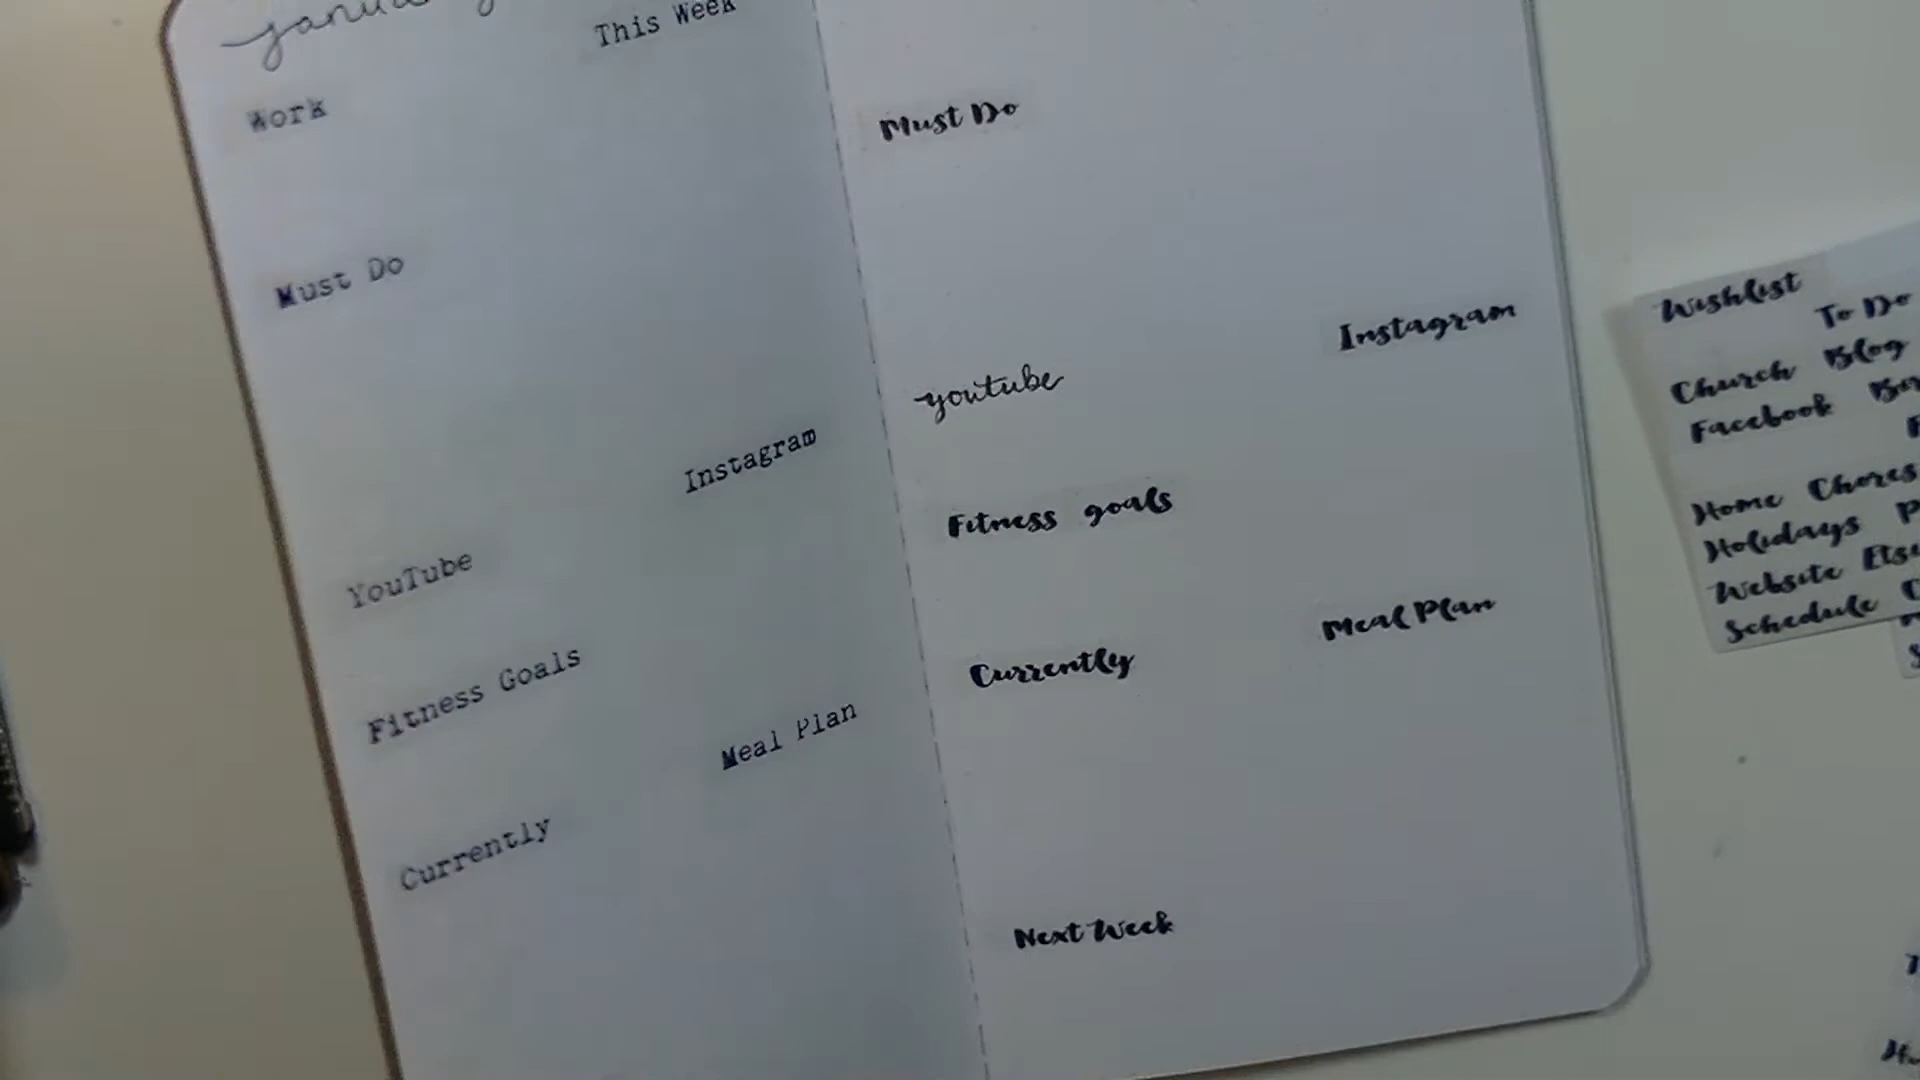 january
This Week
Work
Must Do
Instagram
YouTube
Fitness Goals
Meal Plan
Currently
Must Do
Instagram
youtube
Fitness goals
Meal Plan
Currently
Next Week
Wishlist
To Do
Church Blog
Facebook
Home Chores
Holidays
Website
Schedule